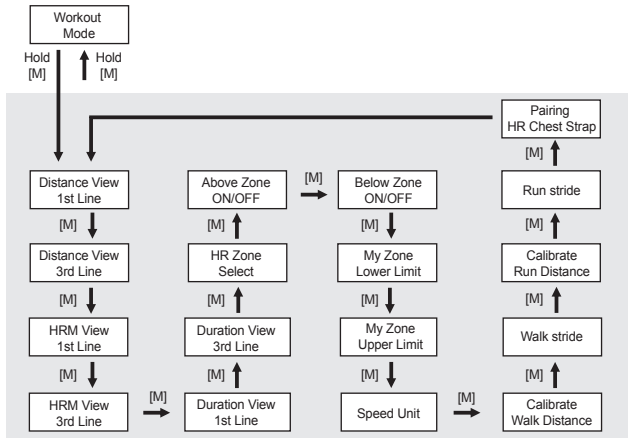 Workout
Mode
Hold
[M]
Hold
[M]
Distance View
1st Line
[M]
Distance View
3rd Line
[M]
HRM View
1st Line
[M]
HRM View
3rd Line
[M]
Duration View
1st Line
[M]
Duration View
3rd Line
[M]
HR Zone
Select
[M]
Above Zone
ON/OFF
[M]
Below Zone
ON/OFF
[M]
My Zone
Lower Limit
[M]
My Zone
Upper Limit
[M]
Speed Unit
[M]
Calibrate
Walk Distance
[M]
Walk stride
[M]
Calibrate
Run Distance
[M]
Run stride
[M]
Pairing
HR Chest Strap